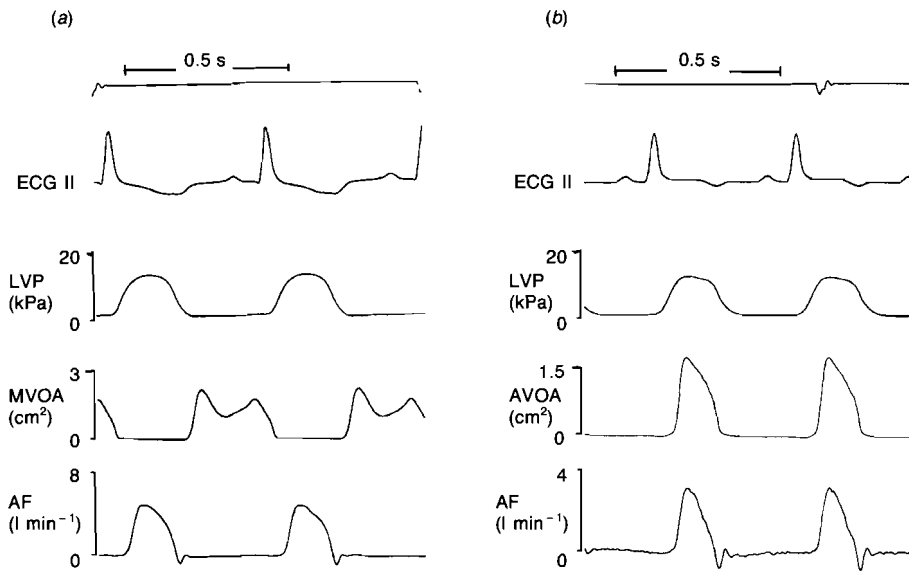 (a)
0.5 s
ECG II
20
LVP
(kPa)
0
3
MVOA
(cm²)
0
8
AF
(l min⁻¹)
0
(b)
0.5 s
ECG II
20
LVP
(kPa)
0
1.5
AVOA
(cm²)
0
4
AF
(l min⁻¹)
0